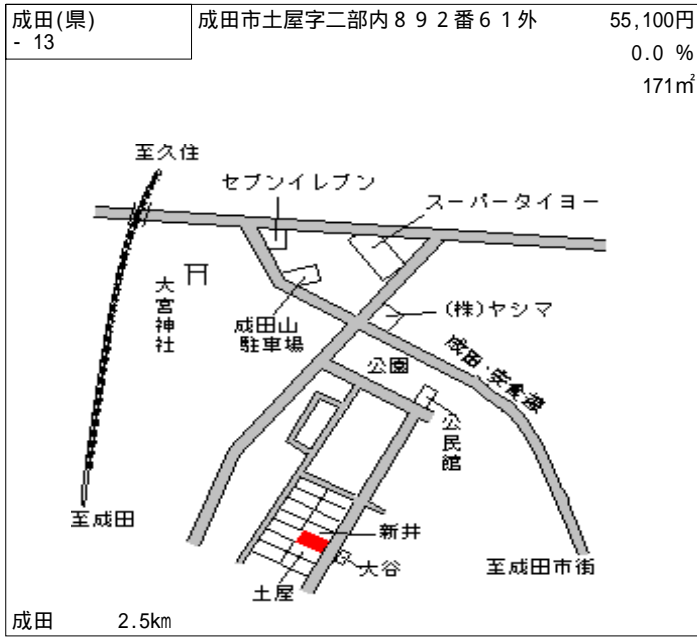 成田(県)
- 13
成田市土屋字二部内892番61外
55,100円
0.0 %
171㎡
至久住
セブンイレブン
スーパータイヨー
大宮神社
成田山
駐車場
(株)ヤシマ
成田・安食線
公園
公民館
至成田
新井
大谷
土屋
至成田市街
成田 2.5km